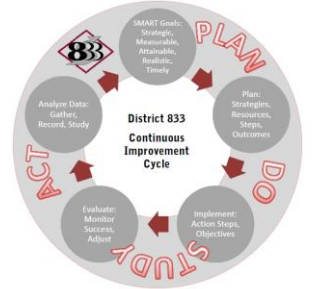 833
SMART Goals:
Strategic,
Measurable,
Attainable,
Realistic,
Timely
PLAN
Plan:
Strategies,
Resources,
Steps,
Outcomes
DO
Implement:
Action Steps,
Objectives
STUDY
Evaluate:
Monitor
Success,
Adjust
ACT
Analyze Data:
Gather,
Record, Study
District 833
Continuous
Improvement
Cycle